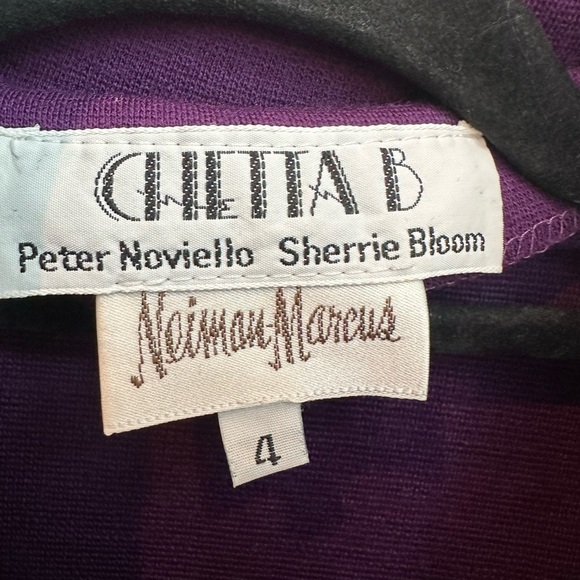 CHETTA B
Peter Noviello Sherrie Bloom
Neiman-Marcus
4